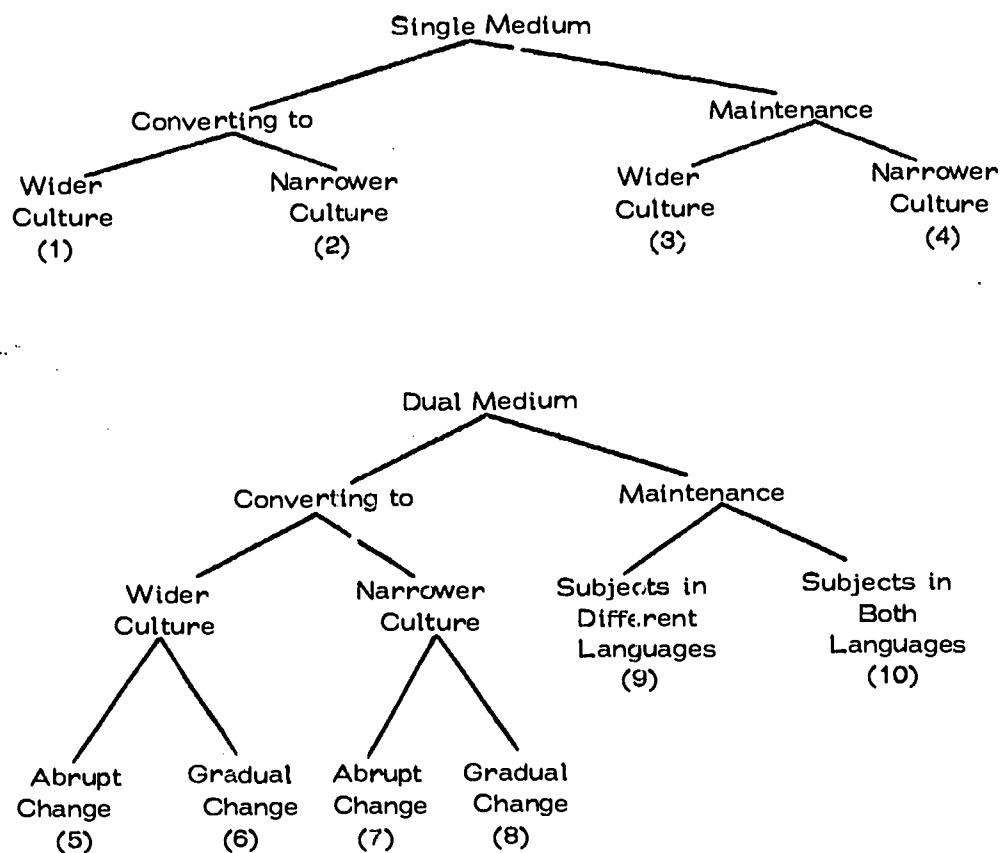 Single Medium
Converting to
Maintenance
Wider
Culture
(1)
Narrower
Culture
(2)
Wider
Culture
(3)
Narrower
Culture
(4)
Dual Medium
Converting to
Maintenance
Wider
Culture
Narrower
Culture
Subjects in
Different
Languages
(9)
Subjects in
Both
Languages
(10)
Abrupt
Change
(5)
Gradual
Change
(6)
Abrupt
Change
(7)
Gradual
Change
(8)